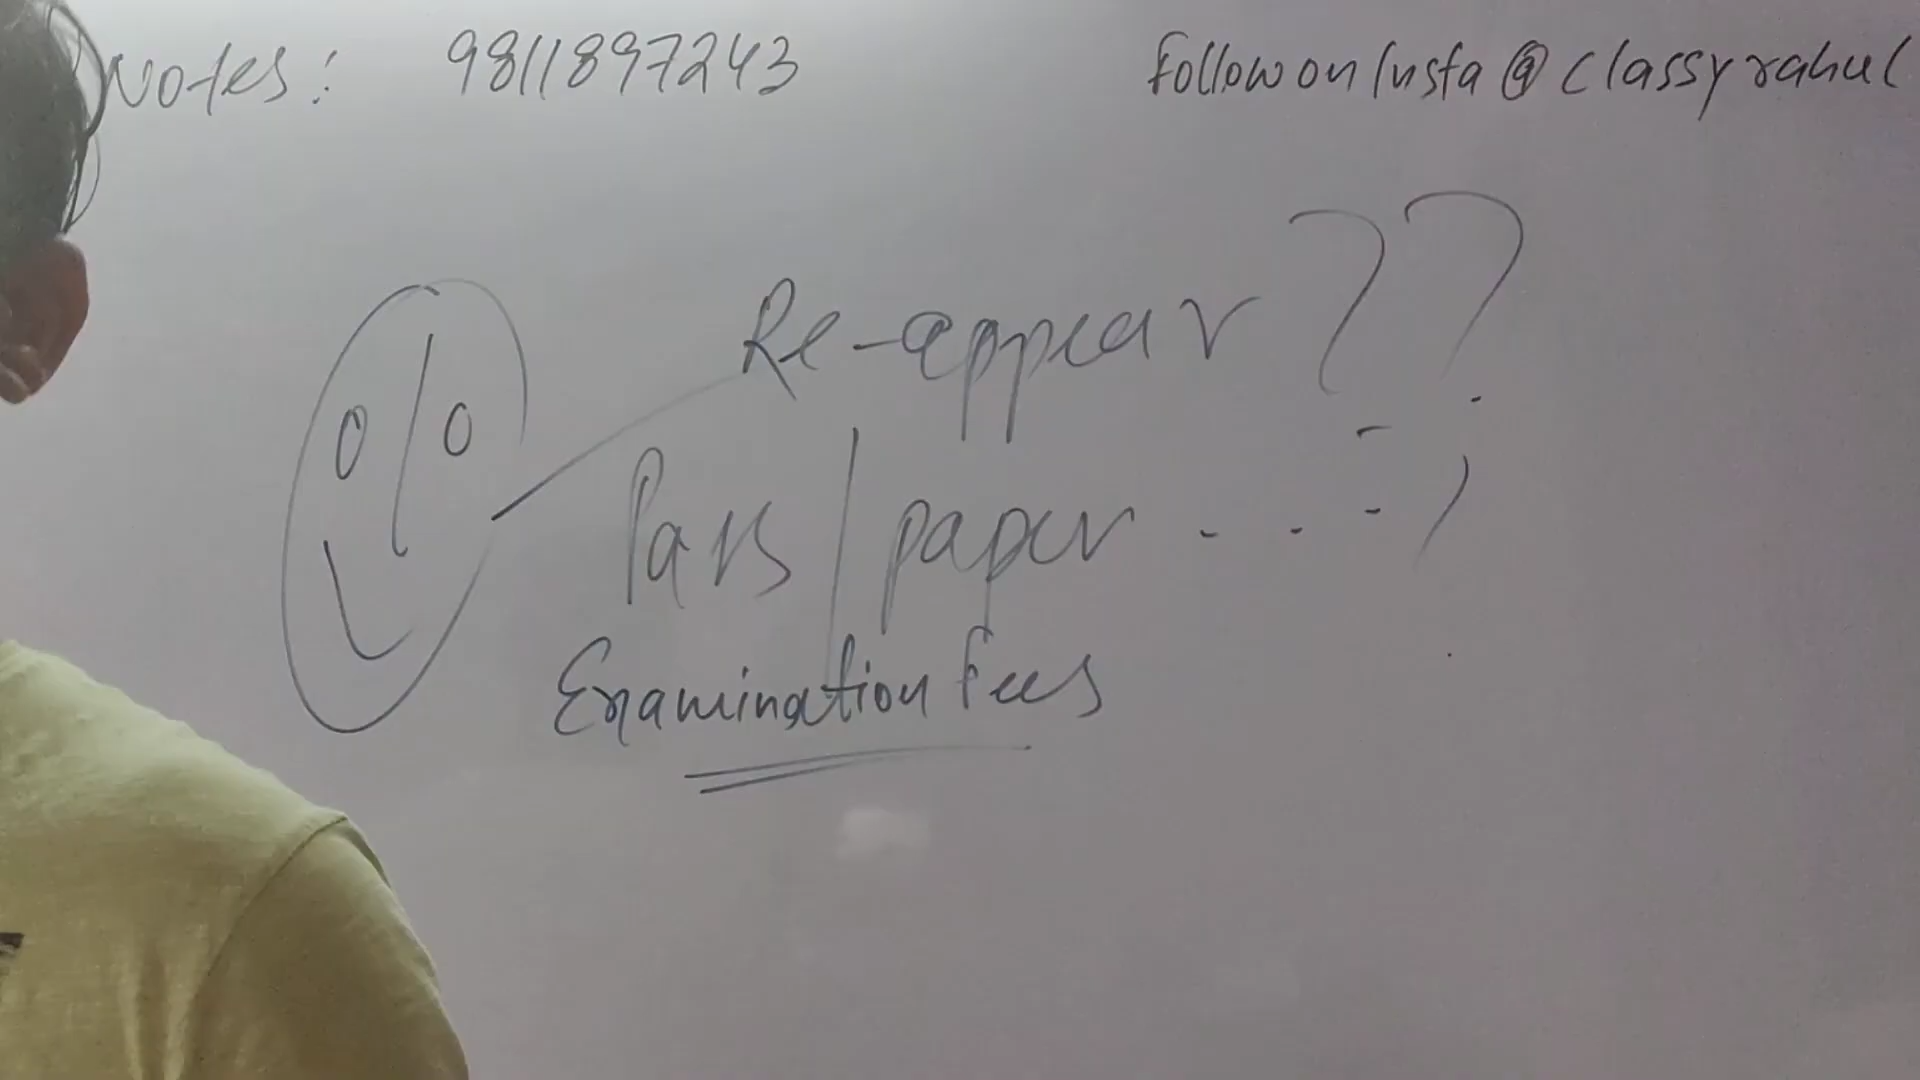 Notes: 9811897243
Follow on Insta @ classyrahul
Re-appear ??
Pass / paper . . . - ;
Examination Fees